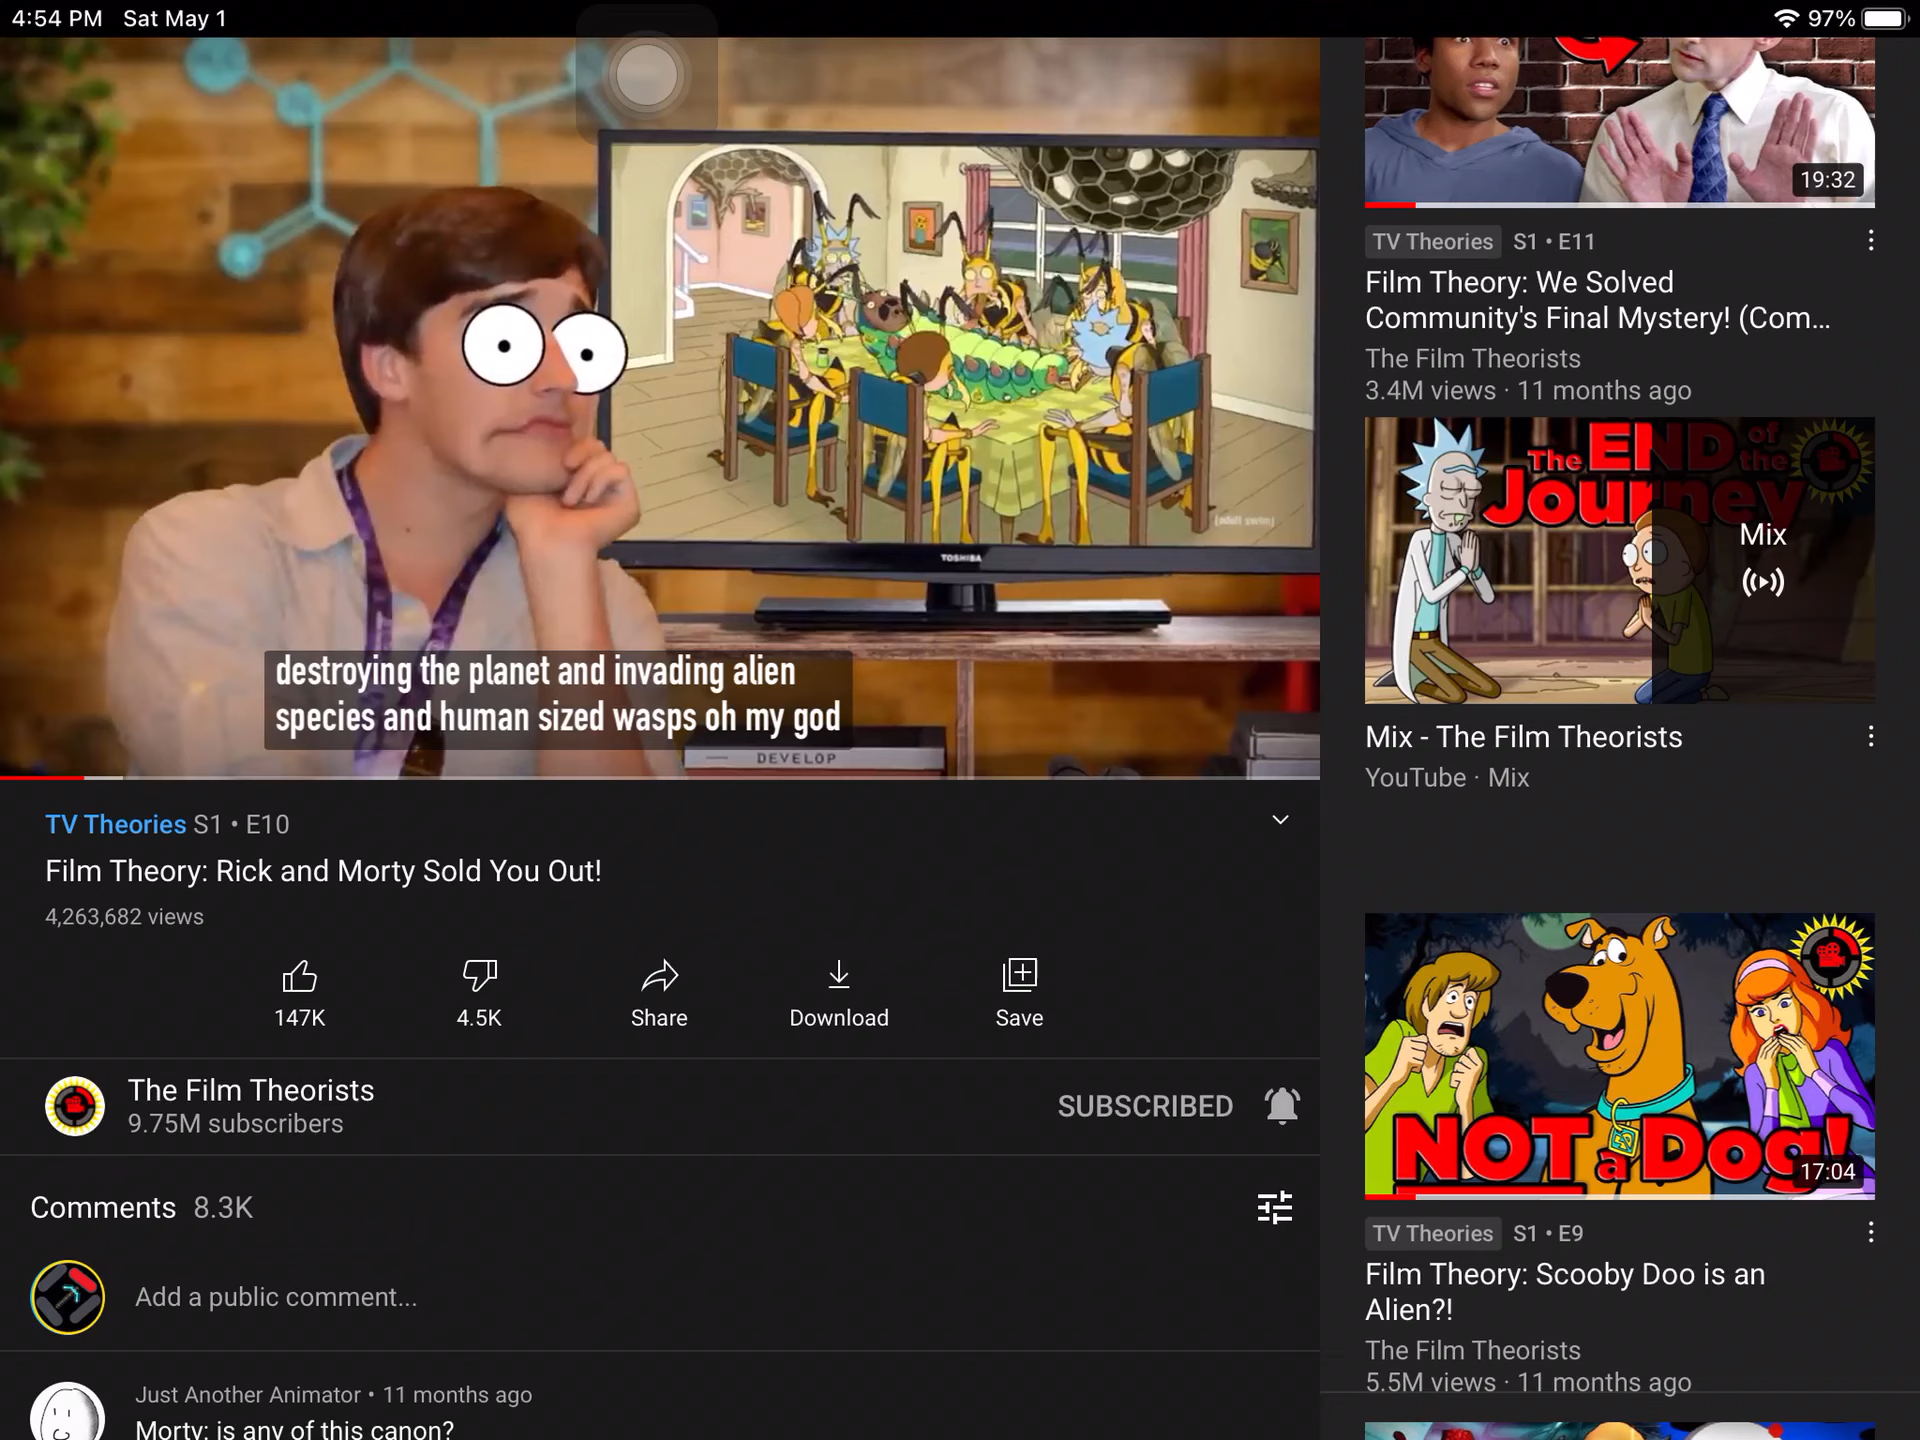 4:54 PM Sat May 1
97%
[adult swim]
TOSHIBA
destroying the planet and invading alien
species and human sized wasps oh my god
DEVELOP
TV Theories S1 • E10
Film Theory: Rick and Morty Sold You Out!
4,263,682 views
147K
4.5K
Share
Download
Save
The Film Theorists
9.75M subscribers
SUBSCRIBED
Comments 8.3K
Add a public comment...
Just Another Animator • 11 months ago
Morty: is any of this canon?
19:32
TV Theories S1 • E11
Film Theory: We Solved
Community's Final Mystery! (Com...
The Film Theorists
3.4M views · 11 months ago
The END of the
Journey
Mix
Mix - The Film Theorists
YouTube · Mix
NOT a Dog!
17:04
TV Theories S1 • E9
Film Theory: Scooby Doo is an
Alien?!
The Film Theorists
5.5M views · 11 months ago